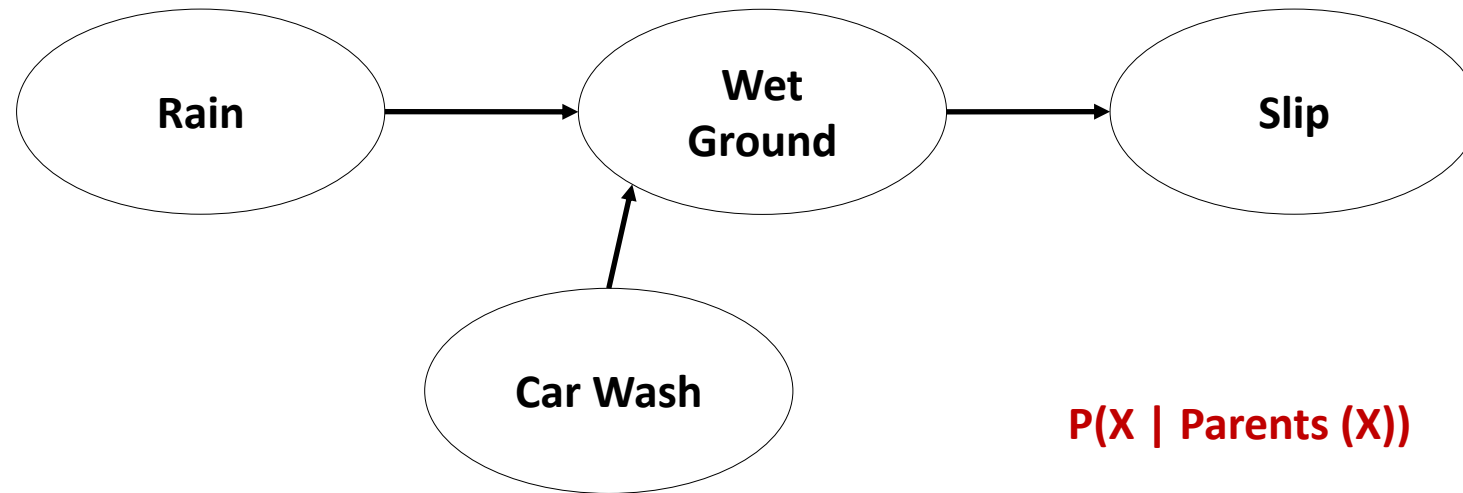 Rain
Wet
Ground
Slip
Car Wash
P(X | Parents (X))